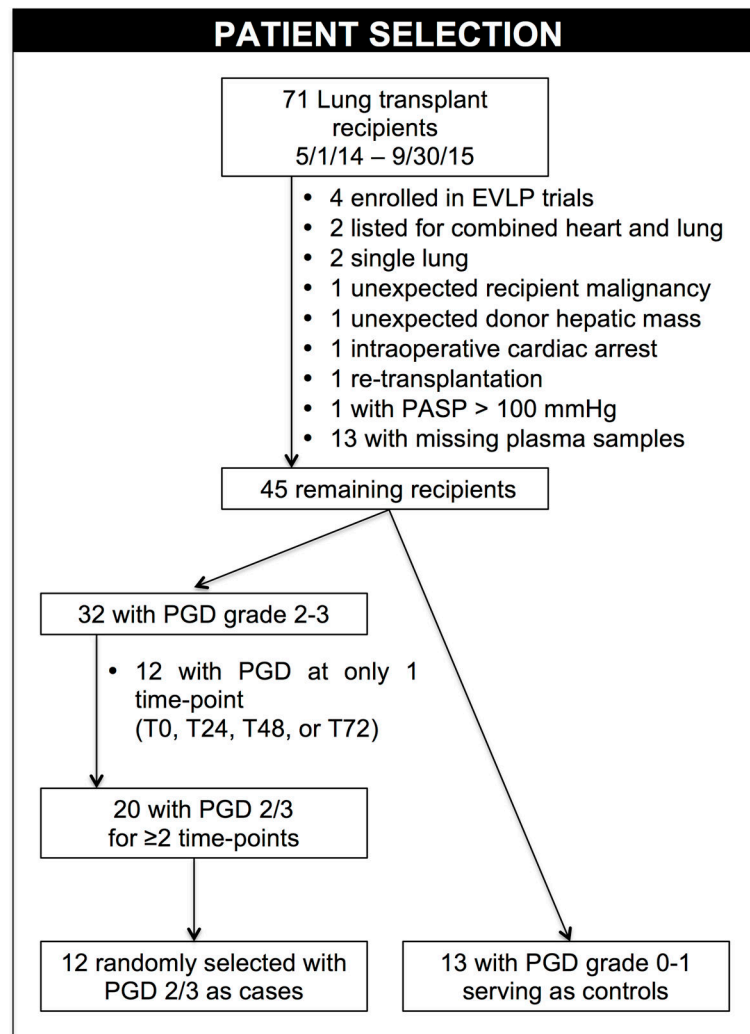 PATIENT SELECTION
71 Lung transplant
recipients
5/1/14 – 9/30/15
• 4 enrolled in EVLP trials
• 2 listed for combined heart and lung
• 2 single lung
• 1 unexpected recipient malignancy
• 1 unexpected donor hepatic mass
• 1 intraoperative cardiac arrest
• 1 re-transplantation
• 1 with PASP > 100 mmHg
• 13 with missing plasma samples
45 remaining recipients
32 with PGD grade 2-3
• 12 with PGD at only 1
time-point
(T0, T24, T48, or T72)
20 with PGD 2/3
for ≥2 time-points
12 randomly selected with
PGD 2/3 as cases
13 with PGD grade 0-1
serving as controls